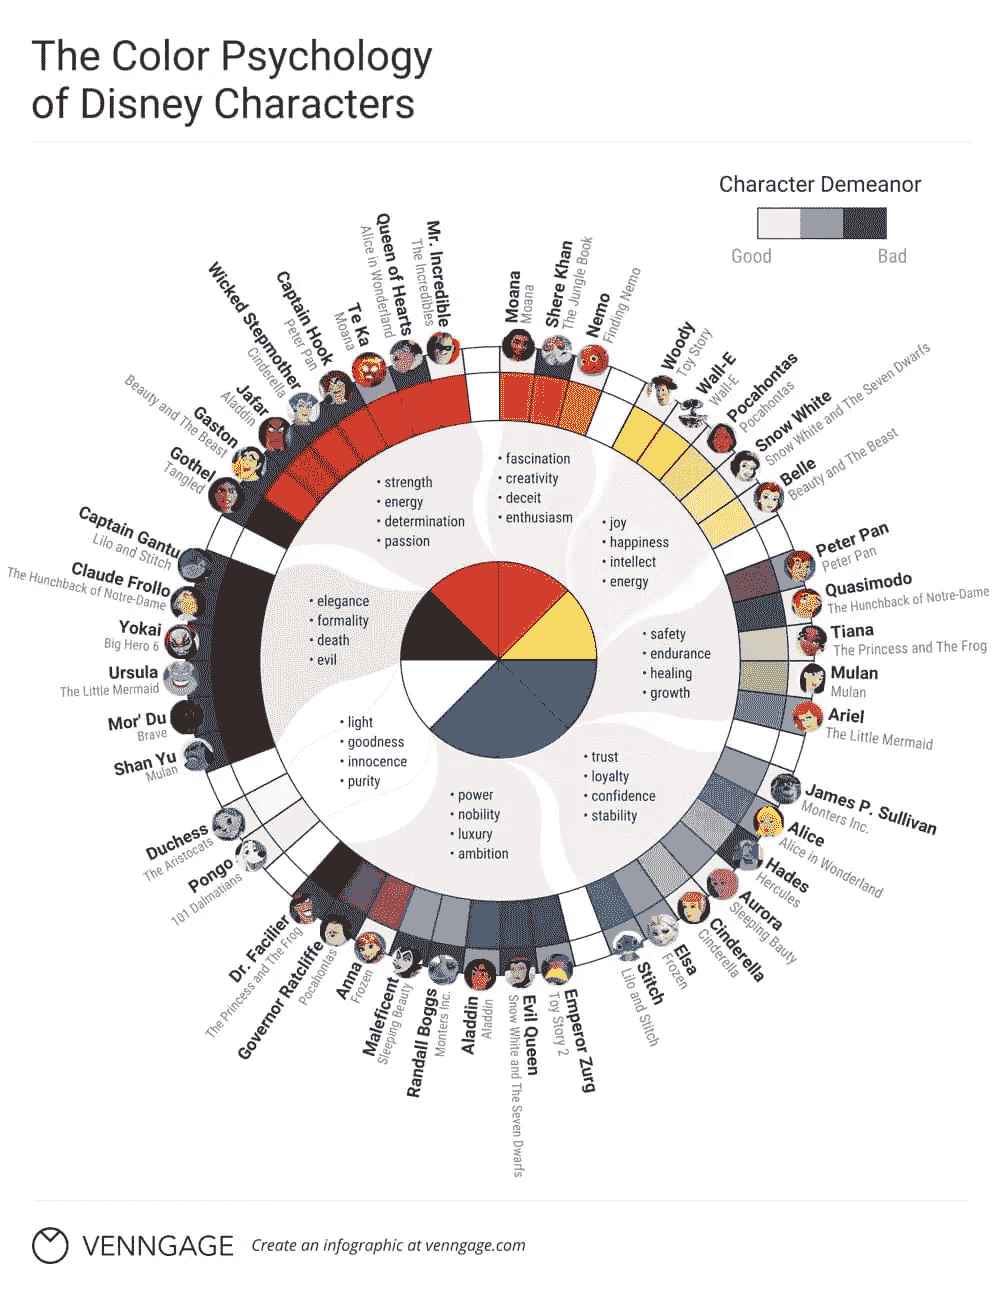 The Color Psychology
of Disney Characters
Character Demeanor
Good
Bad
Mr. Incredible
The Incredibles
Queen of Hearts
Alice in Wonderland
Te Ka
Moana
Captain Hook
Peter Pan
Wicked Stepmother
Cinderella
Jafar
Aladdin
Gaston
Beauty and The Beast
Gothel
Tangled
Moana
Moana
Shere Khan
The Jungle Book
Nemo
Finding Nemo
Woody
Toy Story
Wall-E
Wall-E
Pocahontas
Pocahontas
Snow White
Snow White and The Seven Dwarfs
Belle
Beauty and The Beast
Peter Pan
Peter Pan
Quasimodo
The Hunchback of Notre-Dame
Tiana
The Princess and The Frog
Mulan
Mulan
Ariel
The Little Mermaid
James P. Sullivan
Monters Inc.
Alice
Alice in Wonderland
Hades
Hercules
Aurora
Sleeping Bauty
Cinderella
Cinderella
Elsa
Frozen
Stitch
Lilo and Stitch
Emperor Zurg
Toy Story 2
Evil Queen
Snow White and The Seven Dwarfs
Aladdin
Aladdin
Randall Boggs
Monters Inc.
Maleficent
Sleeping Beauty
Anna
Frozen
Governor Ratcliffe
Pocahontas
Dr. Facilier
The Princess and The Frog
Pongo
101 Dalmatians
Duchess
The Aristocats
Shan Yu
Mulan
Mor' Du
Brave
Ursula
The Little Mermaid
Yokai
Big Hero 6
Claude Frollo
The Hunchback of Notre-Dame
Captain Gantu
Lilo and Stitch
• strength
• energy
• determination
• passion
• fascination
• creativity
• deceit
• enthusiasm
• joy
• happiness
• intellect
• energy
• safety
• endurance
• healing
• growth
• trust
• loyalty
• confidence
• stability
• power
• nobility
• luxury
• ambition
• light
• goodness
• innocence
• purity
• elegance
• formality
• death
• evil
VENNGAGE
Create an infographic at venngage.com